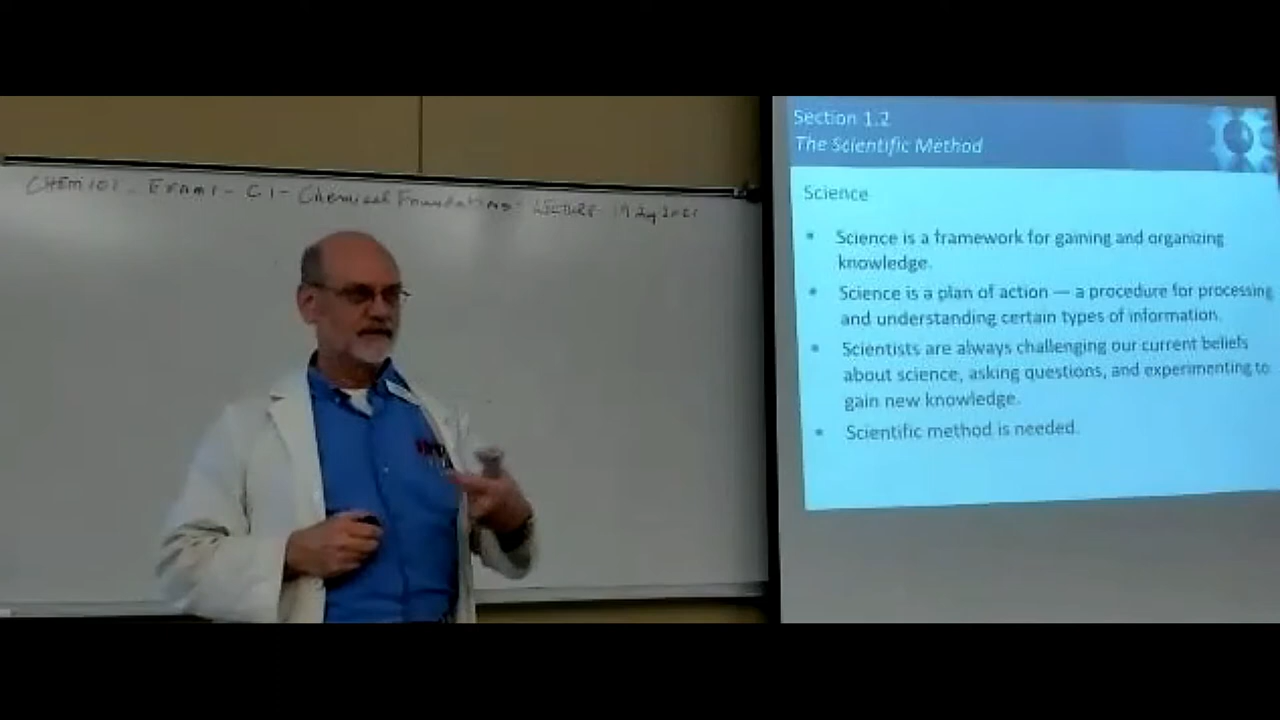 CHEM 101 - Exam 1 - C1 - Chemical Foundations - LECTURE - 19
Section 1.2
The Scientific Method
Science
• Science is a framework for gaining and organizing
knowledge.
• Science is a plan of action — a procedure for processing
and understanding certain types of information.
• Scientists are always challenging our current beliefs
about science, asking questions, and experimenting to
gain new knowledge.
• Scientific method is needed.